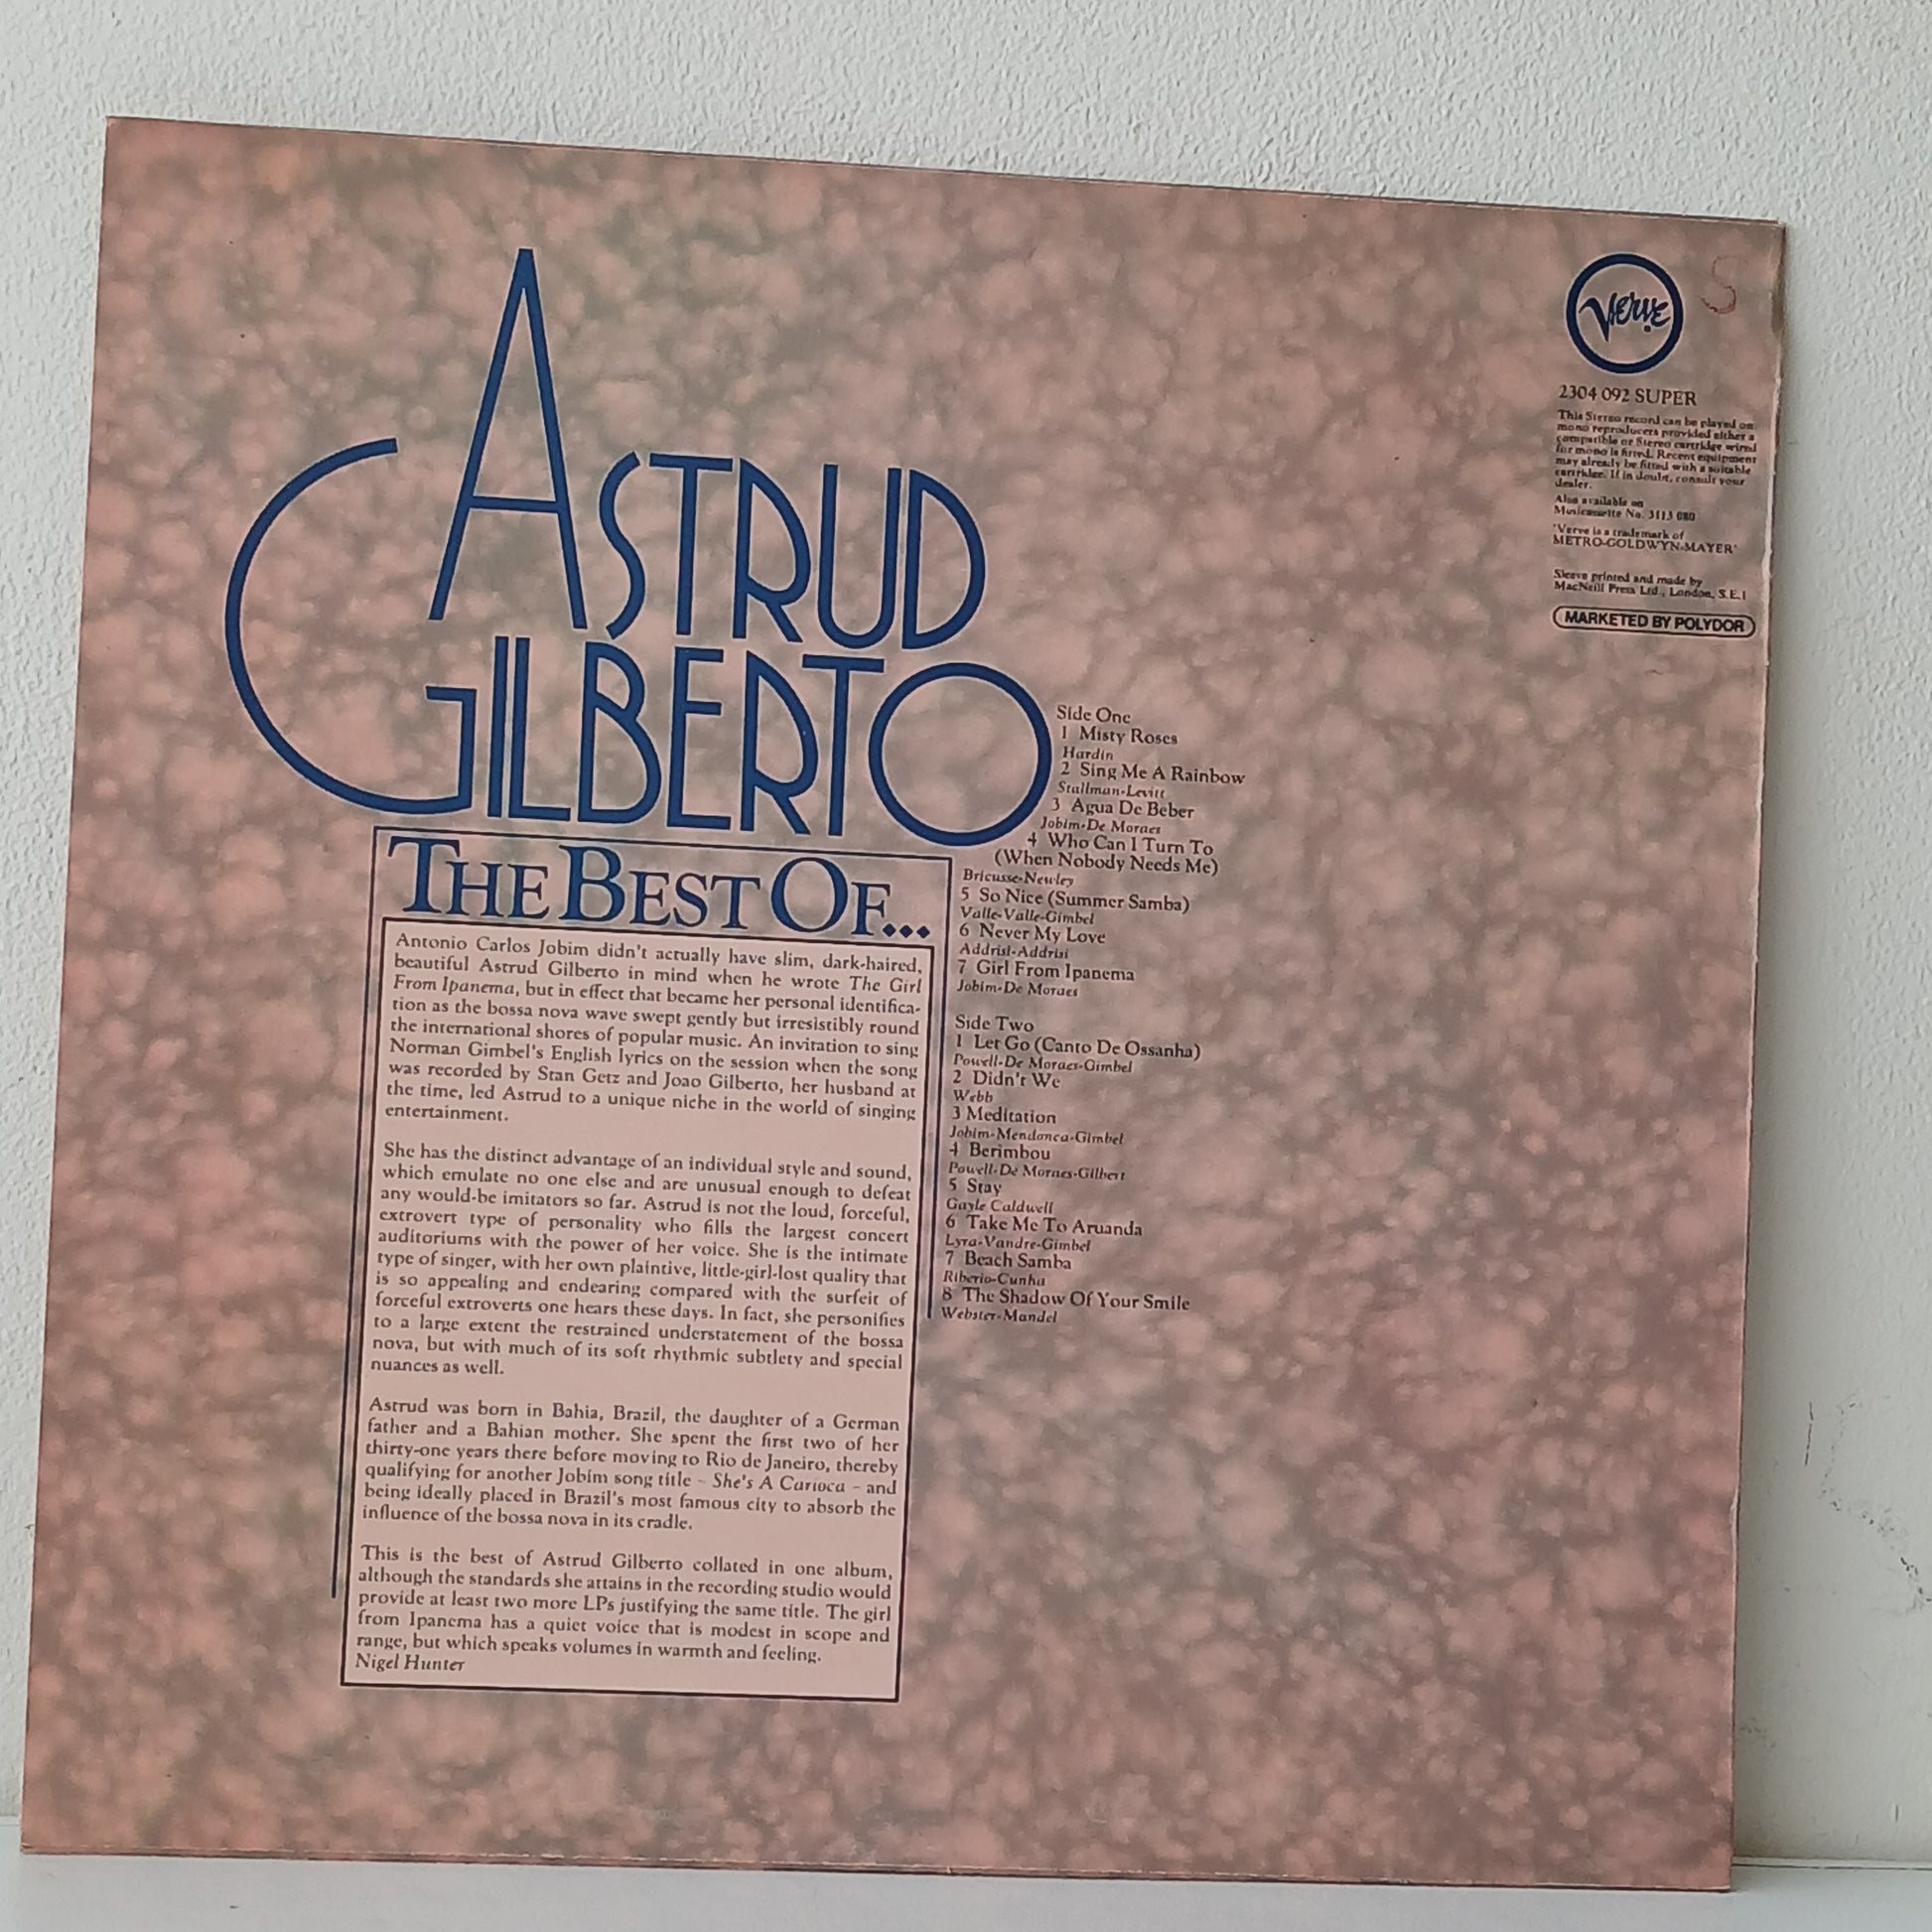 ASTRUD
GILBERTO
THE BEST OF...
Antonio Carlos Jobim didn't actually have slim, dark-haired,
beautiful Astrud Gilberto in mind when he wrote The Girl
From Ipanema, but in effect that became her personal identifica-
tion as the bossa nova wave swept gently but irresistibly round
the international shores of popular music. An invitation to sing
Norman Gimbel's English lyrics on the session when the song
was recorded by Stan Getz and Joao Gilberto, her husband at
the time, led Astrud to a unique niche in the world of singing
entertainment.
She has the distinct advantage of an individual style and sound,
which emulate no one else and are unusual enough to defeat
any would-be imitators so far. Astrud is not the loud, forceful,
extrovert type of personality who fills the largest concert
auditoriums with the power of her voice. She is the intimate
type of singer, with her own plaintive, little-girl-lost quality that
is so appealing and endearing compared with the surfeit of
forceful extroverts one hears these days. In fact, she personifies
to a large extent the restrained understatement of the bossa
nova, but with much of its soft rhythmic subtlety and special
nuances as well.
Astrud was born in Bahia, Brazil, the daughter of a German
father and a Bahian mother. She spent the first two of her
thirty-one years there before moving to Rio de Janeiro, thereby
qualifying for another Jobim song title - She's A Carioca - and
being ideally placed in Brazil's most famous city to absorb the
influence of the bossa nova in its cradle.
This is the best of Astrud Gilberto collated in one album,
although the standards she attains in the recording studio would
provide at least two more LPs justifying the same title. The girl
from Ipanema has a quiet voice that is modest in scope and
range, but which speaks volumes in warmth and feeling.
Nigel Hunter
Side One
1 Misty Roses
Hardin
2 Sing Me A Rainbow
Stallman-Levitt
3 Agua De Beber
Jobim-De Moraes
4 Who Can I Turn To
(When Nobody Needs Me)
Bricusse-Newley
5 So Nice (Summer Samba)
Valle-Valle-Gimbel
6 Never My Love
Addrisi-Addrisi
7 Girl From Ipanema
Jobim-De Moraes
Side Two
1 Let Go (Canto De Ossanha)
Powell-De Moraes-Gimbel
2 Didn't We
Webb
3 Meditation
Jobim-Mendonca-Gimbel
4 Berimbou
Powell-De Moraes-Gilbert
5 Stay
Gayle Caldwell
6 Take Me To Aruanda
Lyra-Vandre-Gimbel
7 Beach Samba
Riberio-Cunha
8 The Shadow Of Your Smile
Webster-Mandel
Verve
S
2304 092 SUPER
This Stereo record can be played on
mono reproducers provided either a
compatible or Stereo cartridge wired
for mono is fitted. Recent equipment
may already be fitted with a suitable
cartridge. If in doubt, consult your
dealer.
Also available on
Musicassette No. 3113 080
'Verve is a trademark of
METRO-GOLDWYN-MAYER'
Sleeve printed and made by
MacNeill Press Ltd., London, S.E.1
MARKETED BY POLYDOR